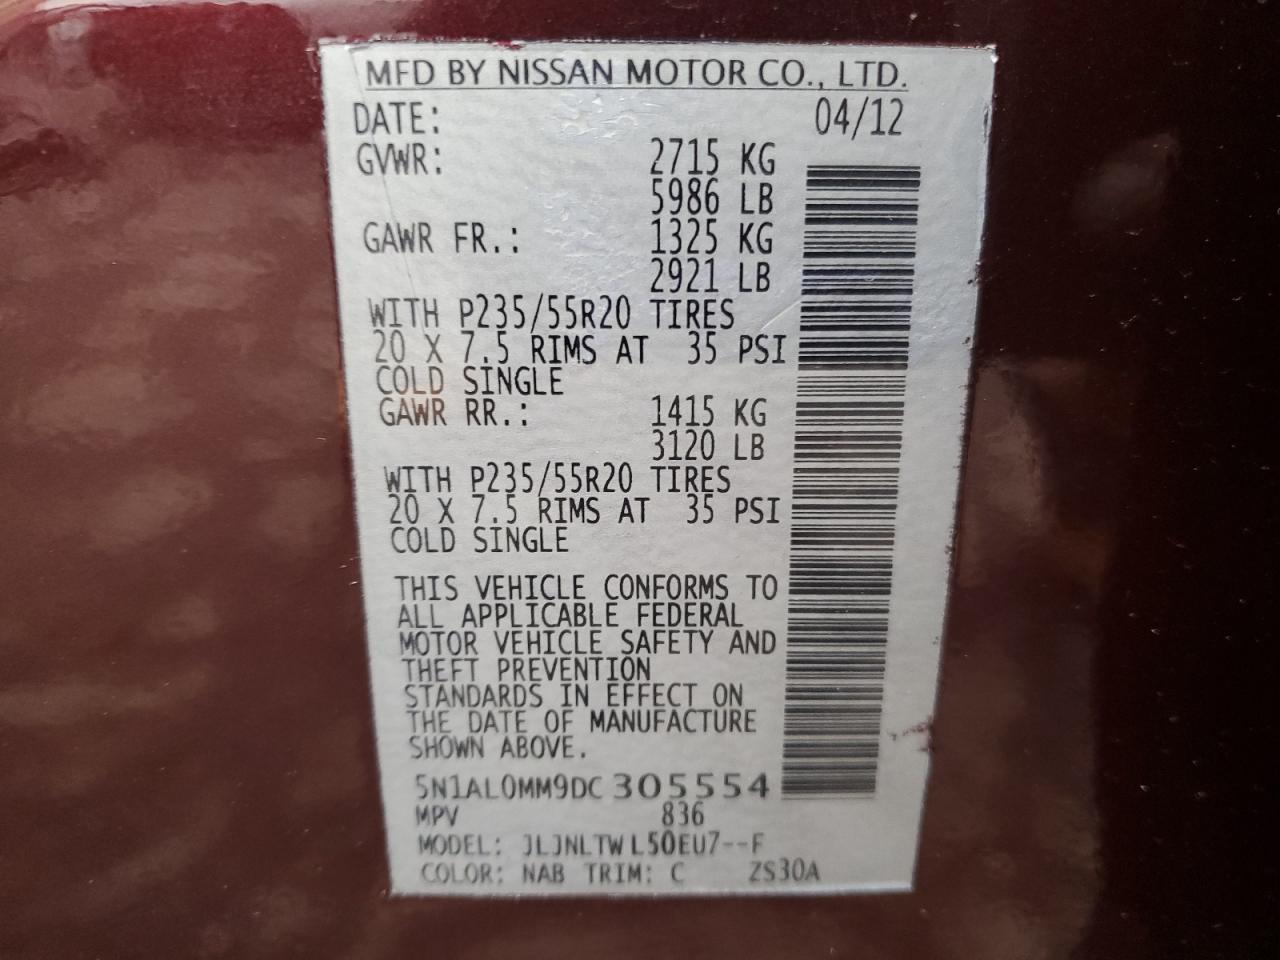 MFD BY NISSAN MOTOR CO., LTD.
DATE: 04/12
GVWR: 2715 KG
5986 LB
GAWR FR.: 1325 KG
2921 LB
WITH P235/55R20 TIRES
20 X 7.5 RIMS AT 35 PSI
COLD SINGLE
GAWR RR.: 1415 KG
3120 LB
WITH P235/55R20 TIRES
20 X 7.5 RIMS AT 35 PSI
COLD SINGLE
THIS VEHICLE CONFORMS TO
ALL APPLICABLE FEDERAL
MOTOR VEHICLE SAFETY AND
THEFT PREVENTION
STANDARDS IN EFFECT ON
THE DATE OF MANUFACTURE
SHOWN ABOVE.
5N1AL0MM9DC305554
MPV 836
MODEL: JLJNLTWL50EU7--F
COLOR: NAB TRIM: C ZS30A